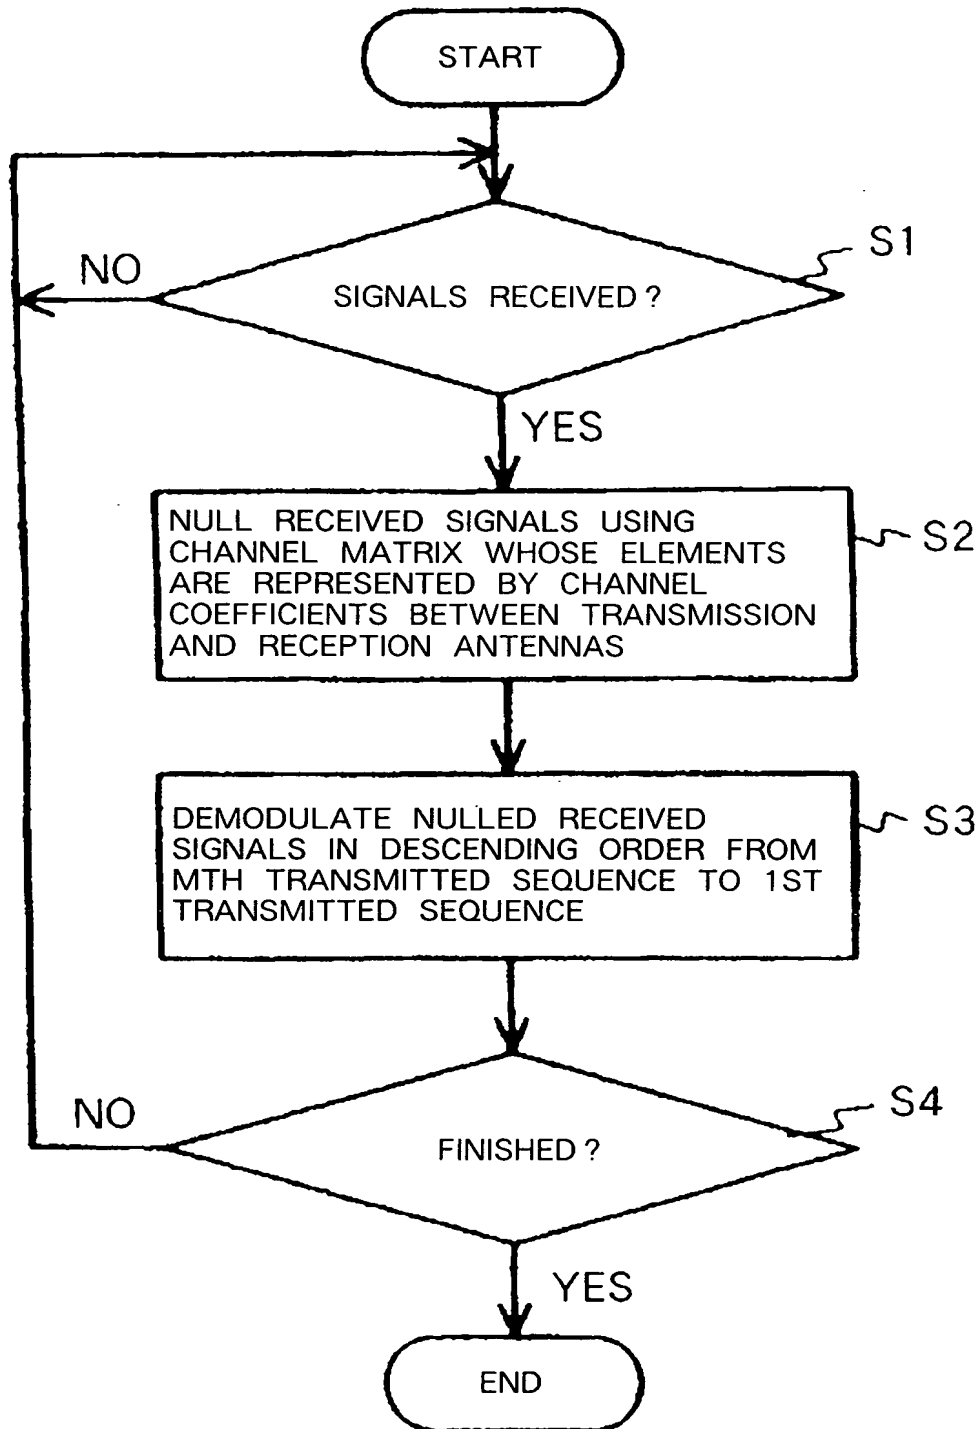 START
NO
SIGNALS RECEIVED?
S1
YES
NULL RECEIVED SIGNALS USING
CHANNEL MATRIX WHOSE ELEMENTS
ARE REPRESENTED BY CHANNEL
COEFFICIENTS BETWEEN TRANSMISSION
AND RECEPTION ANTENNAS
S2
DEMODULATE NULLED RECEIVED
SIGNALS IN DESCENDING ORDER FROM
MTH TRANSMITTED SEQUENCE TO 1ST
TRANSMITTED SEQUENCE
S3
NO
FINISHED?
S4
YES
END